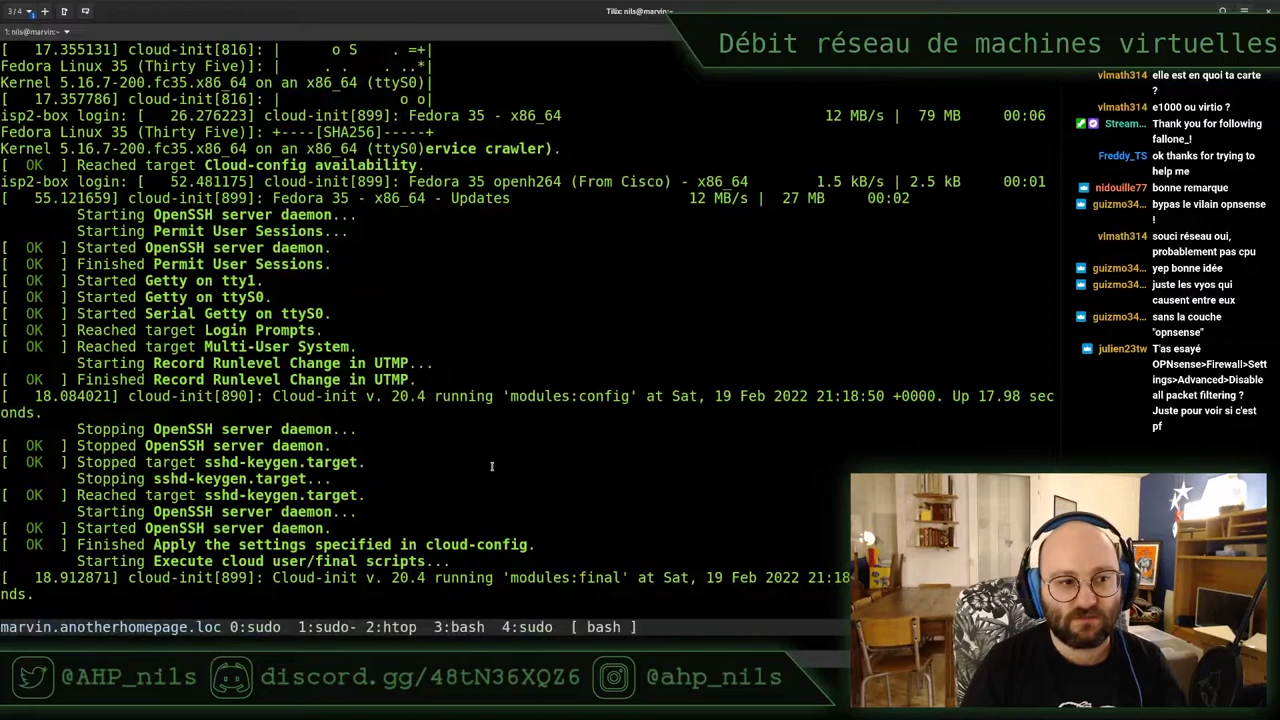 3/4
Tilix: nils@marvin:~
1: nils@marvin:~
Débit réseau de machines virtuelles
[   17.355131] cloud-init[816]: |      o S    . =+|
Fedora Linux 35 (Thirty Five)]: |     . .    . ..*|
Kernel 5.16.7-200.fc35.x86_64 on an x86_64 (ttyS0)|
[   17.357786] cloud-init[816]: |              o o|
isp2-box login: [   26.276223] cloud-init[899]: Fedora 35 - x86_64                               12 MB/s |  79 MB     00:06
Fedora Linux 35 (Thirty Five)]: +----[SHA256]-----+
Kernel 5.16.7-200.fc35.x86_64 on an x86_64 (ttyS0)ervice crawler).
[  OK  ] Reached target Cloud-config availability.
isp2-box login: [   52.481175] cloud-init[899]: Fedora 35 openh264 (From Cisco) - x86_64        1.5 kB/s | 2.5 kB     00:01
[   55.121659] cloud-init[899]: Fedora 35 - x86_64 - Updates                     12 MB/s |  27 MB     00:02
Starting OpenSSH server daemon...
Starting Permit User Sessions...
[  OK  ] Started OpenSSH server daemon.
[  OK  ] Finished Permit User Sessions.
[  OK  ] Started Getty on tty1.
[  OK  ] Started Getty on ttyS0.
[  OK  ] Started Serial Getty on ttyS0.
[  OK  ] Reached target Login Prompts.
[  OK  ] Reached target Multi-User System.
Starting Record Runlevel Change in UTMP...
[  OK  ] Finished Record Runlevel Change in UTMP.
[   18.084021] cloud-init[890]: Cloud-init v. 20.4 running 'modules:config' at Sat, 19 Feb 2022 21:18:50 +0000. Up 17.98 sec
onds.
Stopping OpenSSH server daemon...
[  OK  ] Stopped OpenSSH server daemon.
[  OK  ] Stopped target sshd-keygen.target.
Stopping sshd-keygen.target...
[  OK  ] Reached target sshd-keygen.target.
Starting OpenSSH server daemon...
[  OK  ] Started OpenSSH server daemon.
[  OK  ] Finished Apply the settings specified in cloud-config.
Starting Execute cloud user/final scripts...
[   18.912871] cloud-init[899]: Cloud-init v. 20.4 running 'modules:final' at Sat, 19 Feb 2022 21:18
nds.
marvin.anotherhomepage.loc 0:sudo  1:sudo- 2:htop  3:bash  4:sudo  [ bash ]
vlmath314 elle est en quoi ta carte
?
vlmath314 e1000 ou virtio ?
Stream... Thank you for following
fallone_!
Freddy_TS ok thanks for trying to
help me
nidouille77 bonne remarque
guizmo34... bypas le vilain opnsense
!
vlmath314 souci réseau oui,
probablement pas cpu
guizmo34... yep bonne idée
guizmo34... juste les vyos qui
causent entre eux
guizmo34... sans la couche
"opnsense"
julien23tw T'as esayé
OPNsense>Firewall>Sett
ings>Advanced>Disable
all packet filtering ?
Juste pour voir si c'est
pf
@AHP_nils
discord.gg/48tN36XQZ6
@ahp_nils